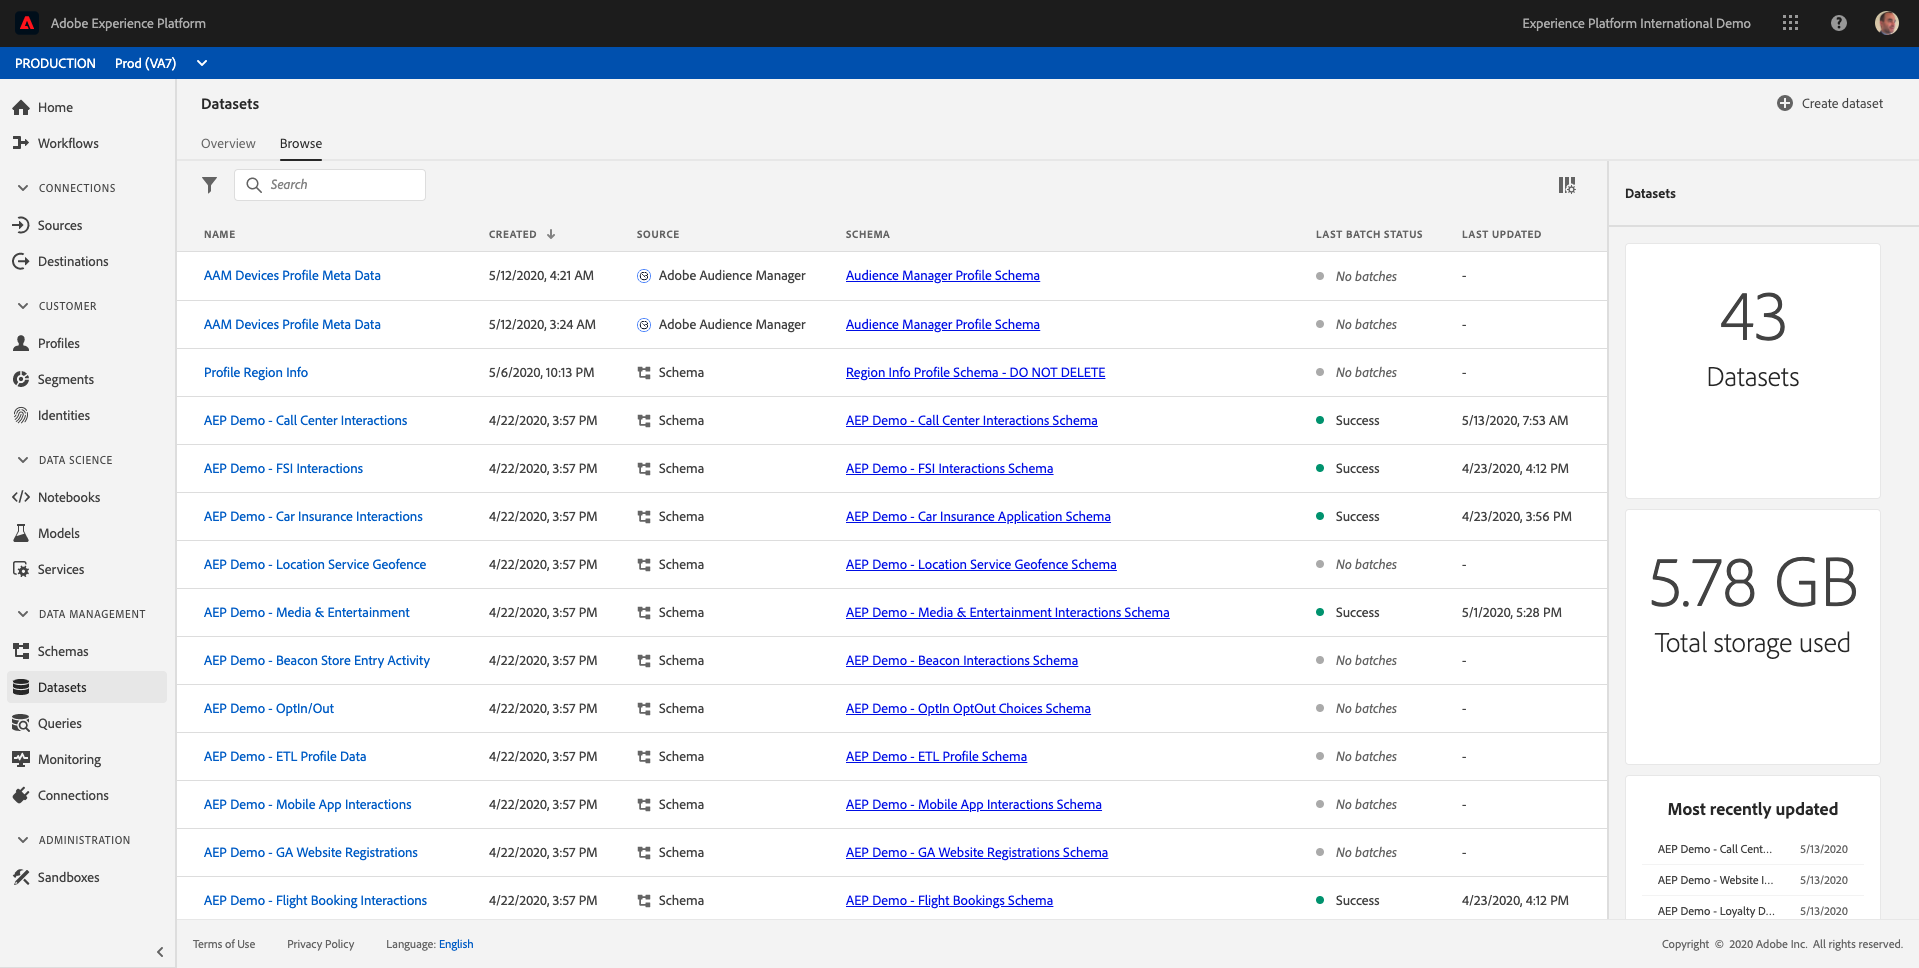 Adobe Experience Platform
Experience Platform International Demo
PRODUCTION Prod (VA7)
Home
Workflows
CONNECTIONS
Sources
Destinations
CUSTOMER
Profiles
Segments
Identities
DATA SCIENCE
Notebooks
Models
Services
DATA MANAGEMENT
Schemas
Datasets
Queries
Monitoring
Connections
ADMINISTRATION
Sandboxes
Datasets
Create dataset
Overview Browse
Search
NAME CREATED SOURCE SCHEMA LAST BATCH STATUS LAST UPDATED
AAM Devices Profile Meta Data 5/12/2020, 4:21 AM Adobe Audience Manager Audience Manager Profile Schema No batches -
AAM Devices Profile Meta Data 5/12/2020, 3:24 AM Adobe Audience Manager Audience Manager Profile Schema No batches -
Profile Region Info 5/6/2020, 10:13 PM Schema Region Info Profile Schema - DO NOT DELETE No batches -
AEP Demo - Call Center Interactions 4/22/2020, 3:57 PM Schema AEP Demo - Call Center Interactions Schema Success 5/13/2020, 7:53 AM
AEP Demo - FSI Interactions 4/22/2020, 3:57 PM Schema AEP Demo - FSI Interactions Schema Success 4/23/2020, 4:12 PM
AEP Demo - Car Insurance Interactions 4/22/2020, 3:57 PM Schema AEP Demo - Car Insurance Application Schema Success 4/23/2020, 3:56 PM
AEP Demo - Location Service Geofence 4/22/2020, 3:57 PM Schema AEP Demo - Location Service Geofence Schema No batches -
AEP Demo - Media & Entertainment 4/22/2020, 3:57 PM Schema AEP Demo - Media & Entertainment Interactions Schema Success 5/1/2020, 5:28 PM
AEP Demo - Beacon Store Entry Activity 4/22/2020, 3:57 PM Schema AEP Demo - Beacon Interactions Schema No batches -
AEP Demo - OptIn/Out 4/22/2020, 3:57 PM Schema AEP Demo - OptIn OptOut Choices Schema No batches -
AEP Demo - ETL Profile Data 4/22/2020, 3:57 PM Schema AEP Demo - ETL Profile Schema No batches -
AEP Demo - Mobile App Interactions 4/22/2020, 3:57 PM Schema AEP Demo - Mobile App Interactions Schema No batches -
AEP Demo - GA Website Registrations 4/22/2020, 3:57 PM Schema AEP Demo - GA Website Registrations Schema No batches -
AEP Demo - Flight Booking Interactions 4/22/2020, 3:57 PM Schema AEP Demo - Flight Bookings Schema Success 4/23/2020, 4:12 PM
Datasets
43
Datasets
5.78 GB
Total storage used
Most recently updated
AEP Demo - Call Cent... 5/13/2020
AEP Demo - Website I... 5/13/2020
AEP Demo - Loyalty D... 5/13/2020
Terms of Use Privacy Policy Language: English
Copyright © 2020 Adobe Inc. All rights reserved.